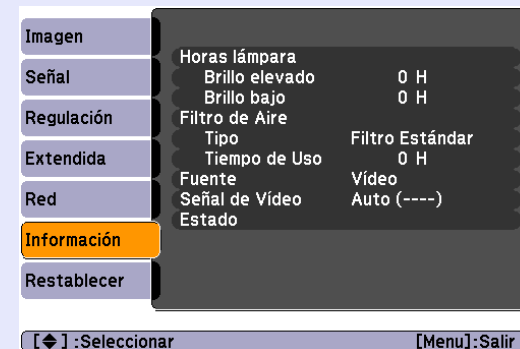 Imagen
Señal
Regulación
Extendida
Red
Información
Restablecer
Horas lámpara
Brillo elevado 0 H
Brillo bajo 0 H
Filtro de Aire
Tipo Filtro Estándar
Tiempo de Uso 0 H
Fuente Vídeo
Señal de Vídeo Auto (----)
Estado
[◆] :Seleccionar [Menu]:Salir